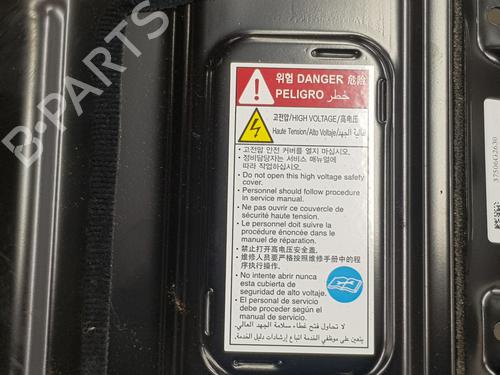 B-PARTS
위험 DANGER 危险
PELIGRO خطر
고전압/HIGH VOLTAGE/高电压
Haute Tension/Alto Voltaje/عالية الجهد
• 고전압 안전 커버를 열지 마십시오.
• 정비담당자는 서비스 매뉴얼에
따라 작업하십시오.
• Do not open this high voltage safety
cover.
• Personnel should follow procedure
in service manual.
• Ne pas ouvrir ce couvercle de
sécurité haute tension.
• Le personnel doit suivre la
procédure énoncée dans le
manuel de réparation.
• 禁止打开高电压安全盖.
• 维修人员要严格按照维修手册中的程
序执行操作.
• No intente abrir nunca
esta cubierta de
seguridad de alto voltaje.
• El personal de servicio
debe proceder según el
manual de servicio.
لا تحاول فتح غطاء سلامة الجهد العالي.
يتعين على موظفي الخدمة اتباع إرشادات دليل الخدمة.
37506G2630